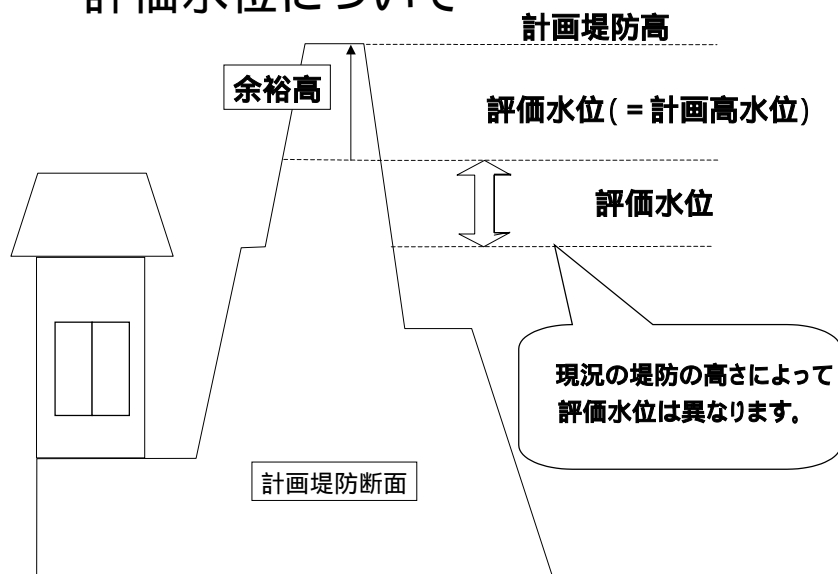 評価水位について
計画堤防高
余裕高
評価水位(=計画高水位)
評価水位
現況の堤防の高さによって
評価水位は異なります。
計画堤防断面